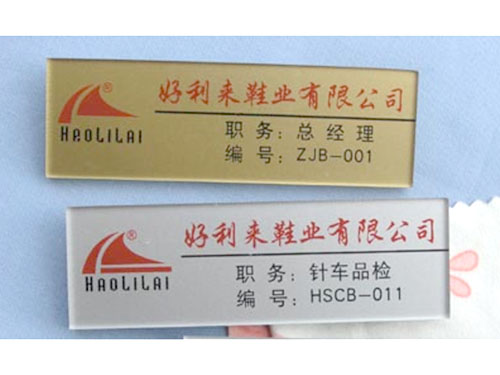 好利来鞋业有限公司
HAOLILAI ®
职务：总经理
编号：ZJB-001
好利来鞋业有限公司
HAOLILAI ®
职务：针车品检
编号：HSCB-011